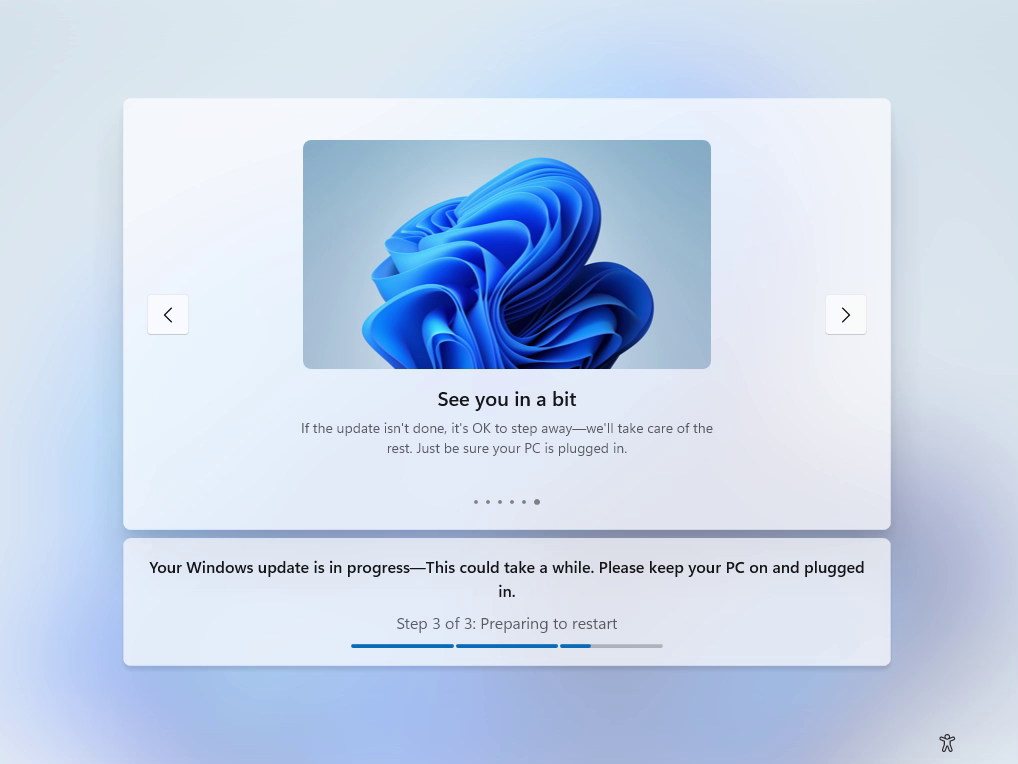 See you in a bit
If the update isn't done, it's OK to step away—we'll take care of the
rest. Just be sure your PC is plugged in.
Your Windows update is in progress—This could take a while. Please keep your PC on and plugged
in.
Step 3 of 3: Preparing to restart